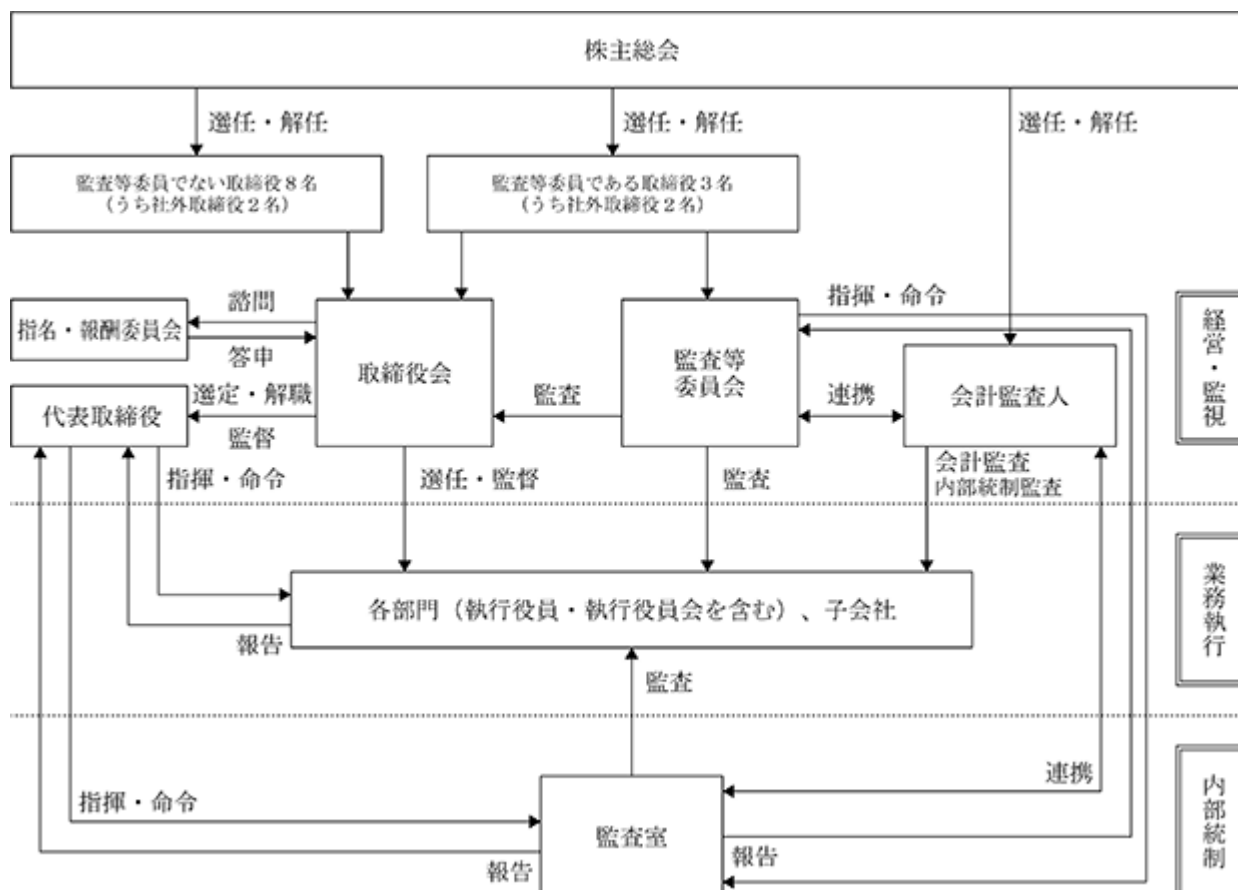 株主総会
選任・解任
選任・解任
選任・解任
監査等委員でない取締役8名
(うち社外取締役2名)
監査等委員である取締役3名
(うち社外取締役2名)
指名・報酬委員会
諮問
答申
取締役会
監査等
委員会
指揮・命令
会計監査人
経営・監視
代表取締役
選定・解職
監督
監査
連携
指揮・命令
選任・監督
監査
会計監査
内部統制監査
各部門(執行役員・執行役員会を含む)、子会社
報告
業務執行
監査
指揮・命令
報告
監査室
連携
報告
内部統制